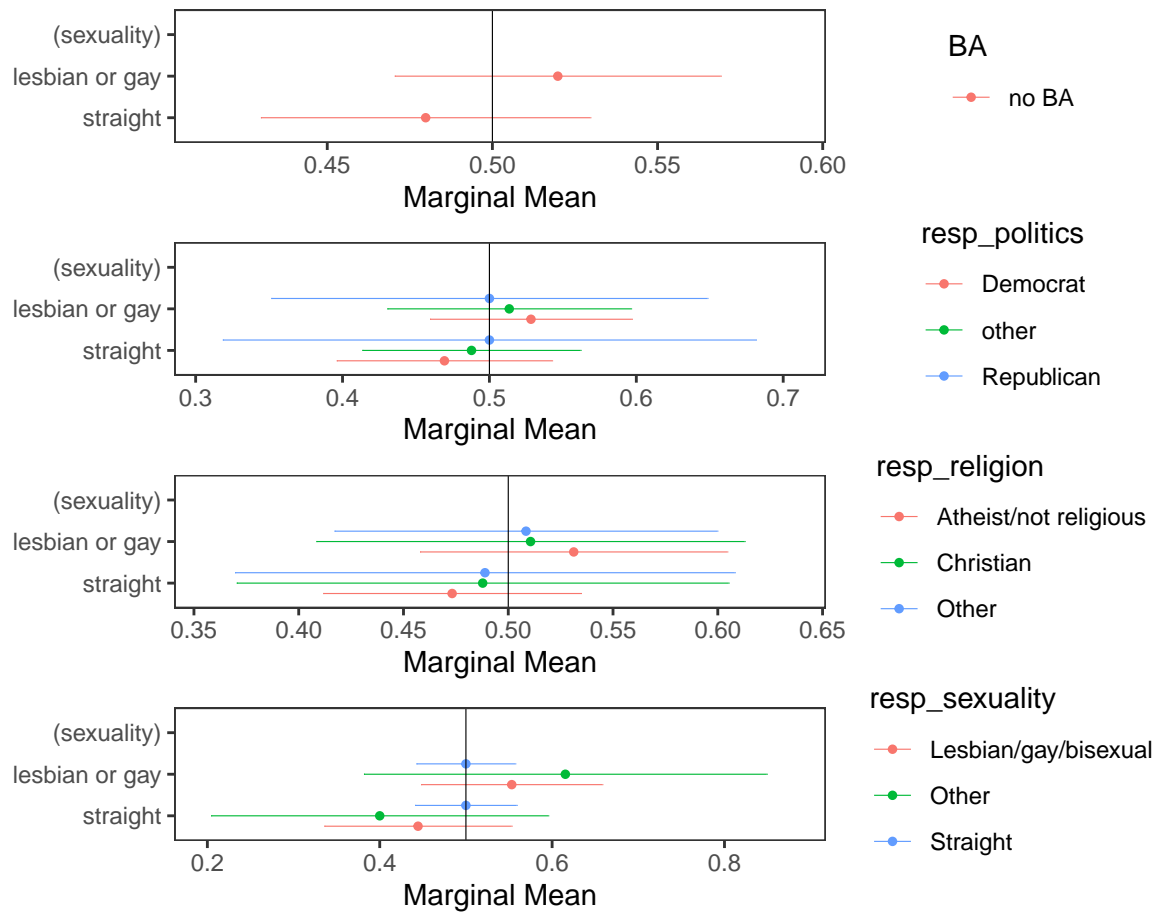 (sexuality)
lesbian or gay
straight
0.45 0.50 0.55 0.60
Marginal Mean
BA
no BA
(sexuality)
lesbian or gay
straight
0.3 0.4 0.5 0.6 0.7
Marginal Mean
resp_politics
Democrat
other
Republican
(sexuality)
lesbian or gay
straight
0.35 0.40 0.45 0.50 0.55 0.60 0.65
Marginal Mean
resp_religion
Atheist/not religious
Christian
Other
(sexuality)
lesbian or gay
straight
0.2 0.4 0.6 0.8
Marginal Mean
resp_sexuality
Lesbian/gay/bisexual
Other
Straight